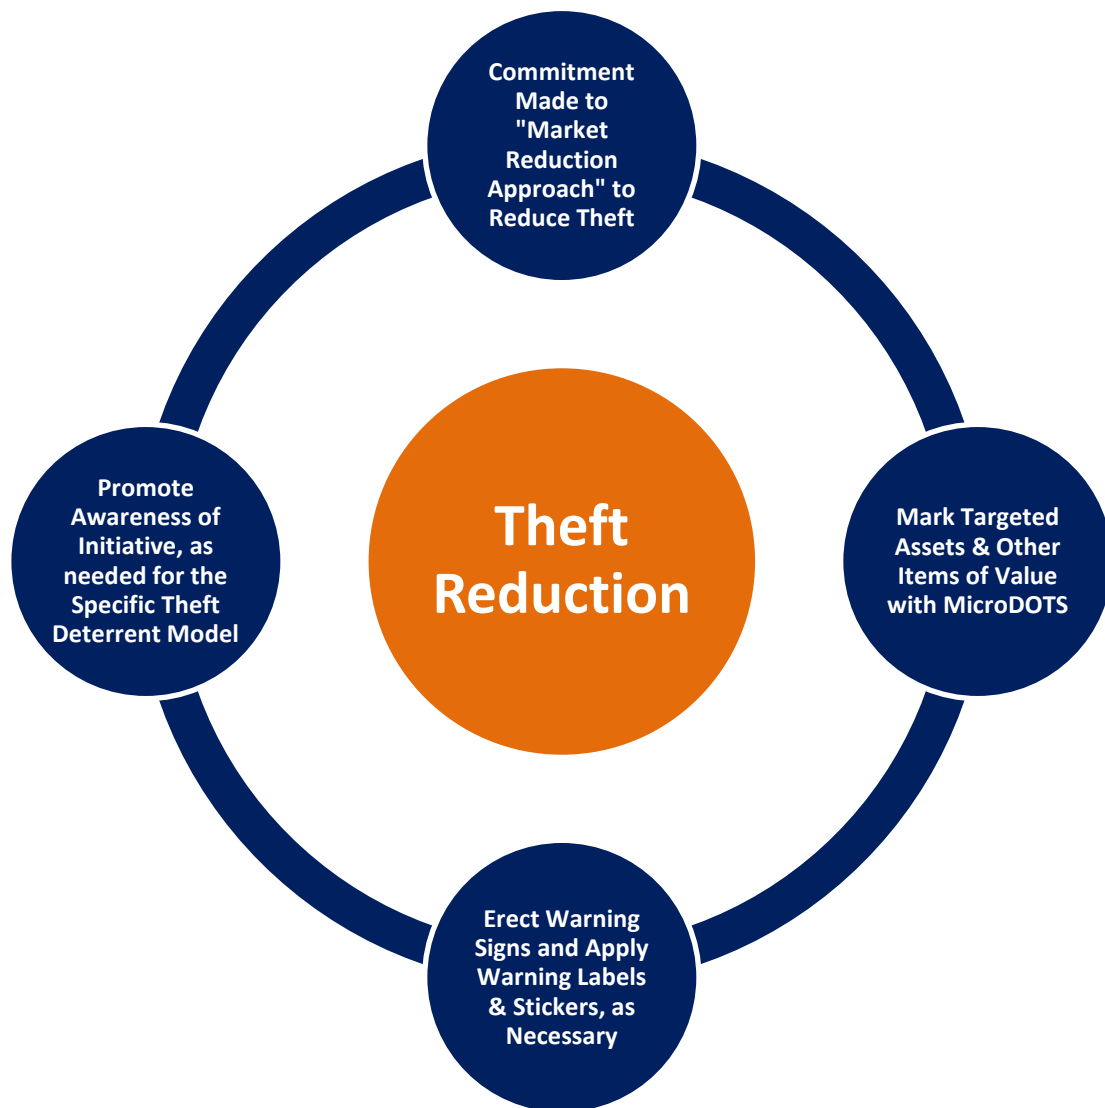 Commitment
Made to
"Market
Reduction
Approach" to
Reduce Theft
Promote
Awareness of
Initiative, as
needed for the
Specific Theft
Deterrent Model
Theft
Reduction
Mark Targeted
Assets & Other
Items of Value
with MicroDOTS
Erect Warning
Signs and Apply
Warning Labels
& Stickers, as
Necessary